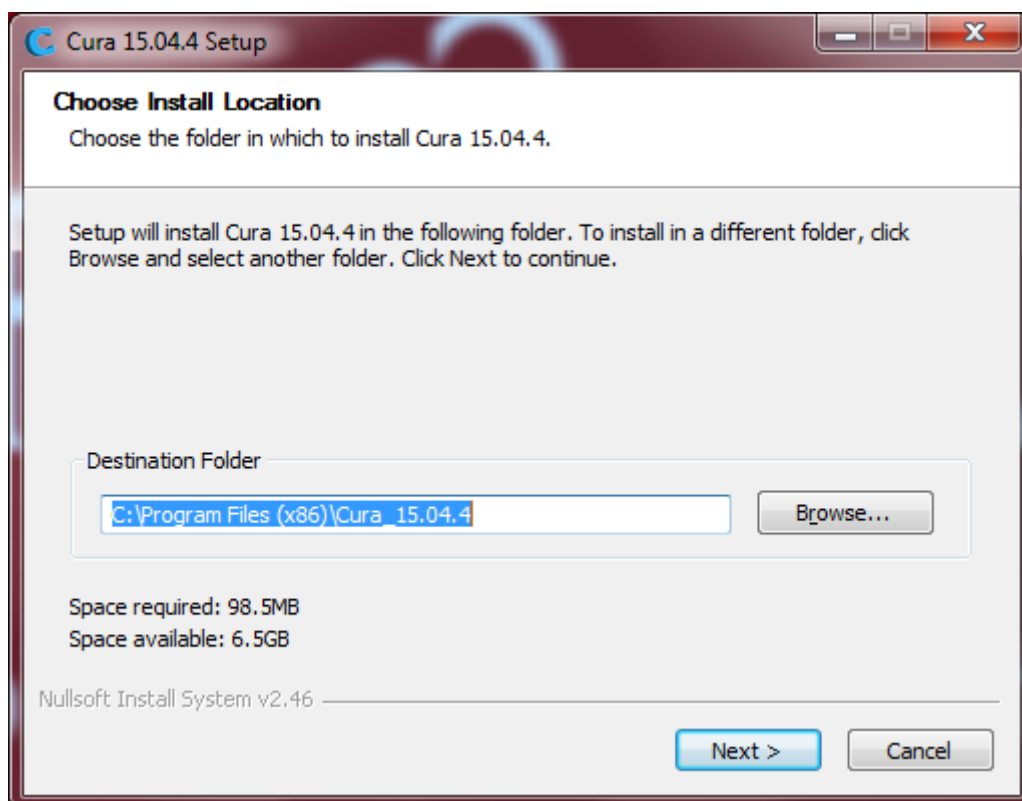 Cura 15.04.4 Setup
Choose Install Location
Choose the folder in which to install Cura 15.04.4.
Setup will install Cura 15.04.4 in the following folder. To install in a different folder, click
Browse and select another folder. Click Next to continue.
Destination Folder
C:\Program Files (x86)\Cura_15.04.4
Browse...
Space required: 98.5MB
Space available: 6.5GB
Nullsoft Install System v2.46
Next >
Cancel